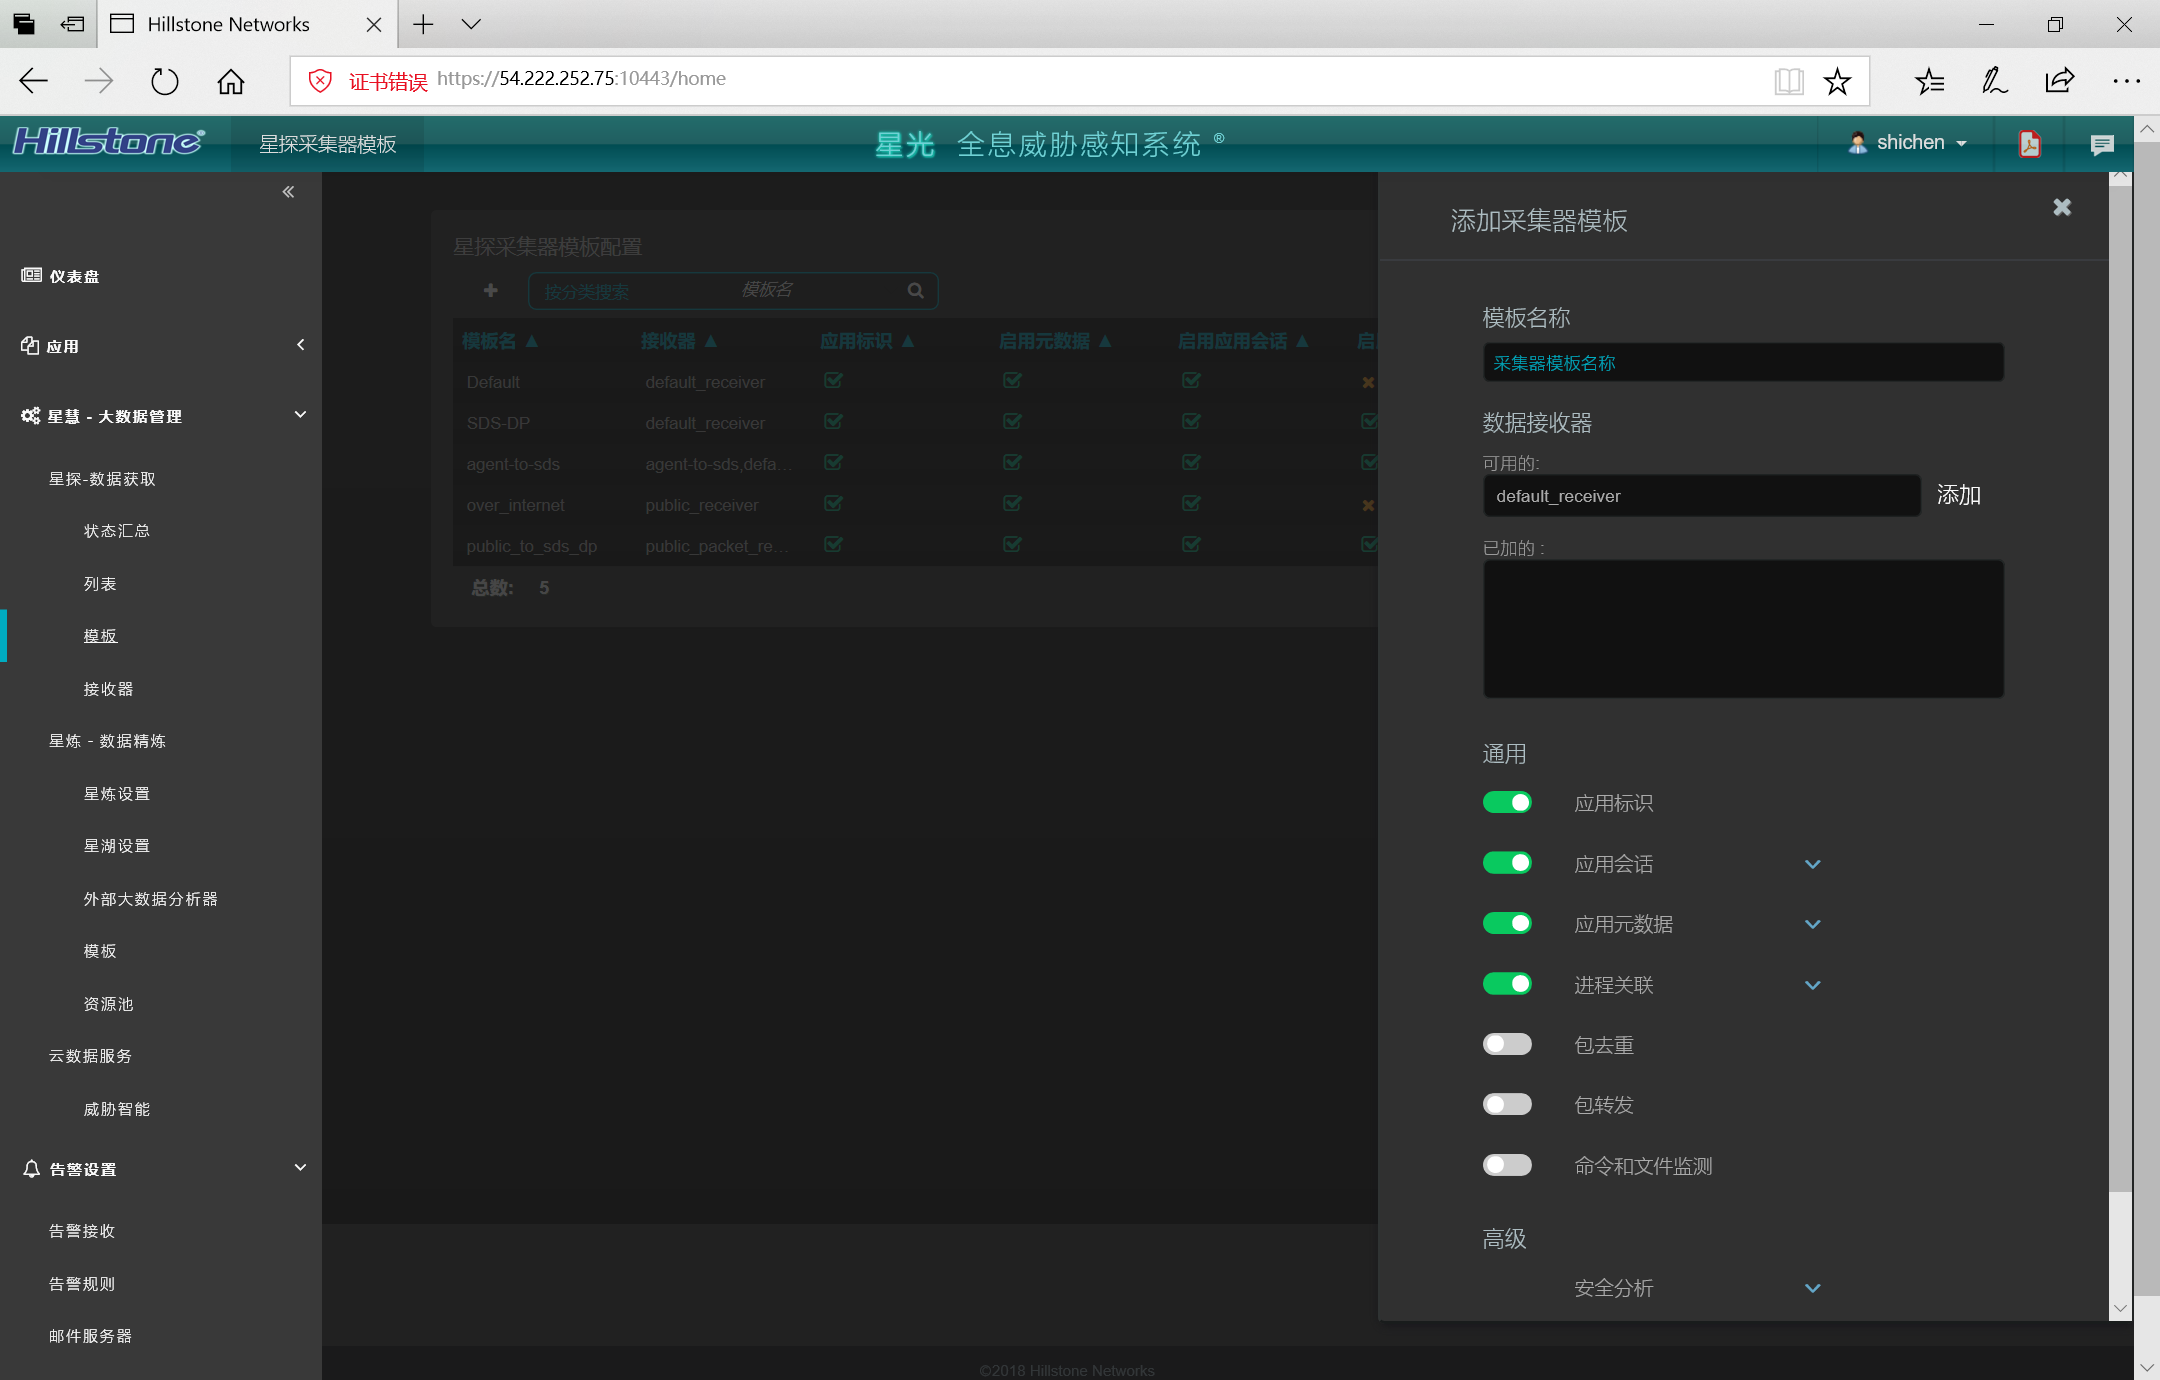 Hillstone Networks
证书错误 https://54.222.252.75:10443/home
Hillstone
星探采集器模板
星光 全息威胁感知系统 ®
shichen
仪表盘
应用
星慧 - 大数据管理
星探-数据获取
状态汇总
列表
模板
接收器
星炼 - 数据精炼
星炼设置
星湖设置
外部大数据分析器
模板
资源池
云数据服务
威胁智能
告警设置
告警接收
告警规则
邮件服务器
星探采集器模板配置
按分类搜索 模板名
模板名 ▲ 接收器 ▲ 应用标识 ▲ 启用元数据 ▲ 启用应用会话 ▲
Default default_receiver
SDS-DP default_receiver
agent-to-sds agent-to-sds,defa...
over_internet public_receiver
public_to_sds_dp public_packet_re...
总数: 5
添加采集器模板
模板名称
采集器模板名称
数据接收器
可用的:
default_receiver 添加
已加的 :
通用
应用标识
应用会话
应用元数据
进程关联
包去重
包转发
命令和文件监测
高级
安全分析
©2018 Hillstone Networks